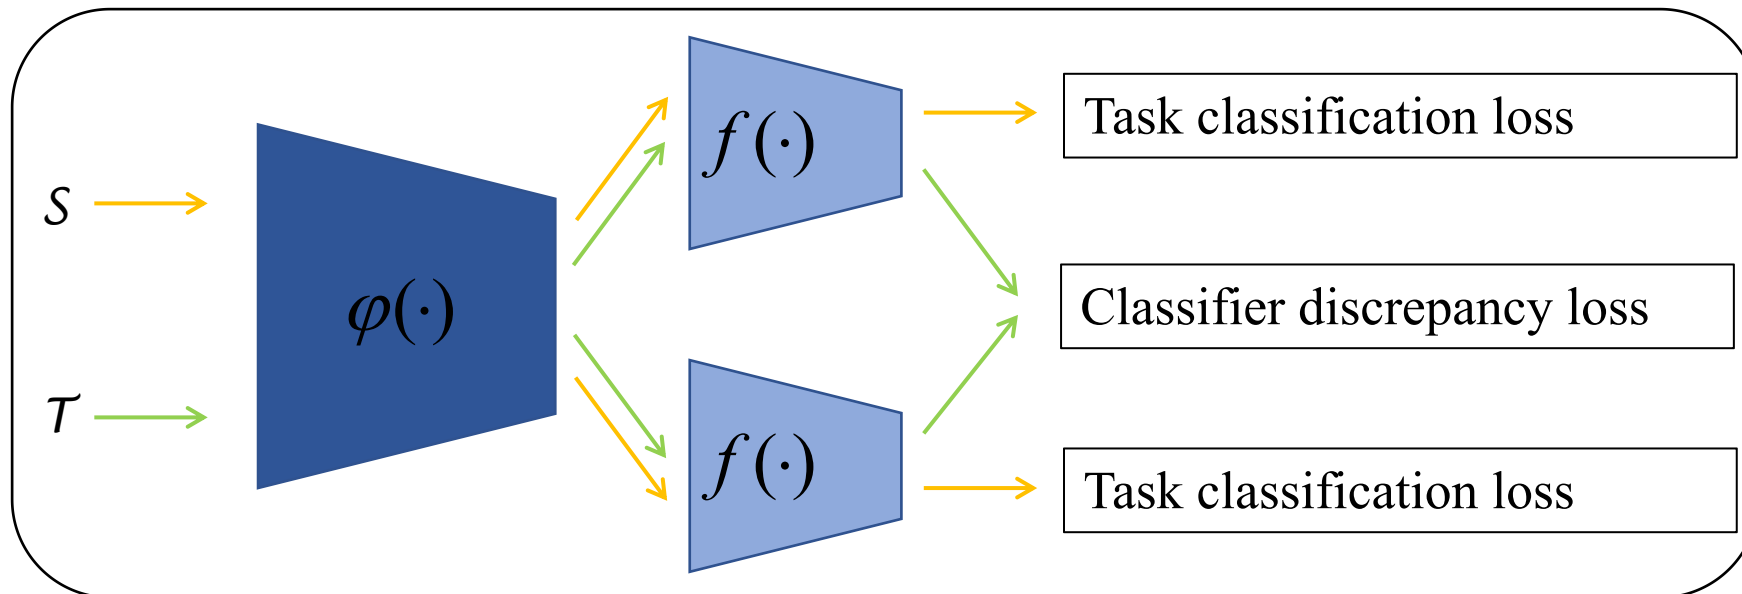 f (·)
Task classification loss
S
φ(·)
Classifier discrepancy loss
T
f (·)
Task classification loss